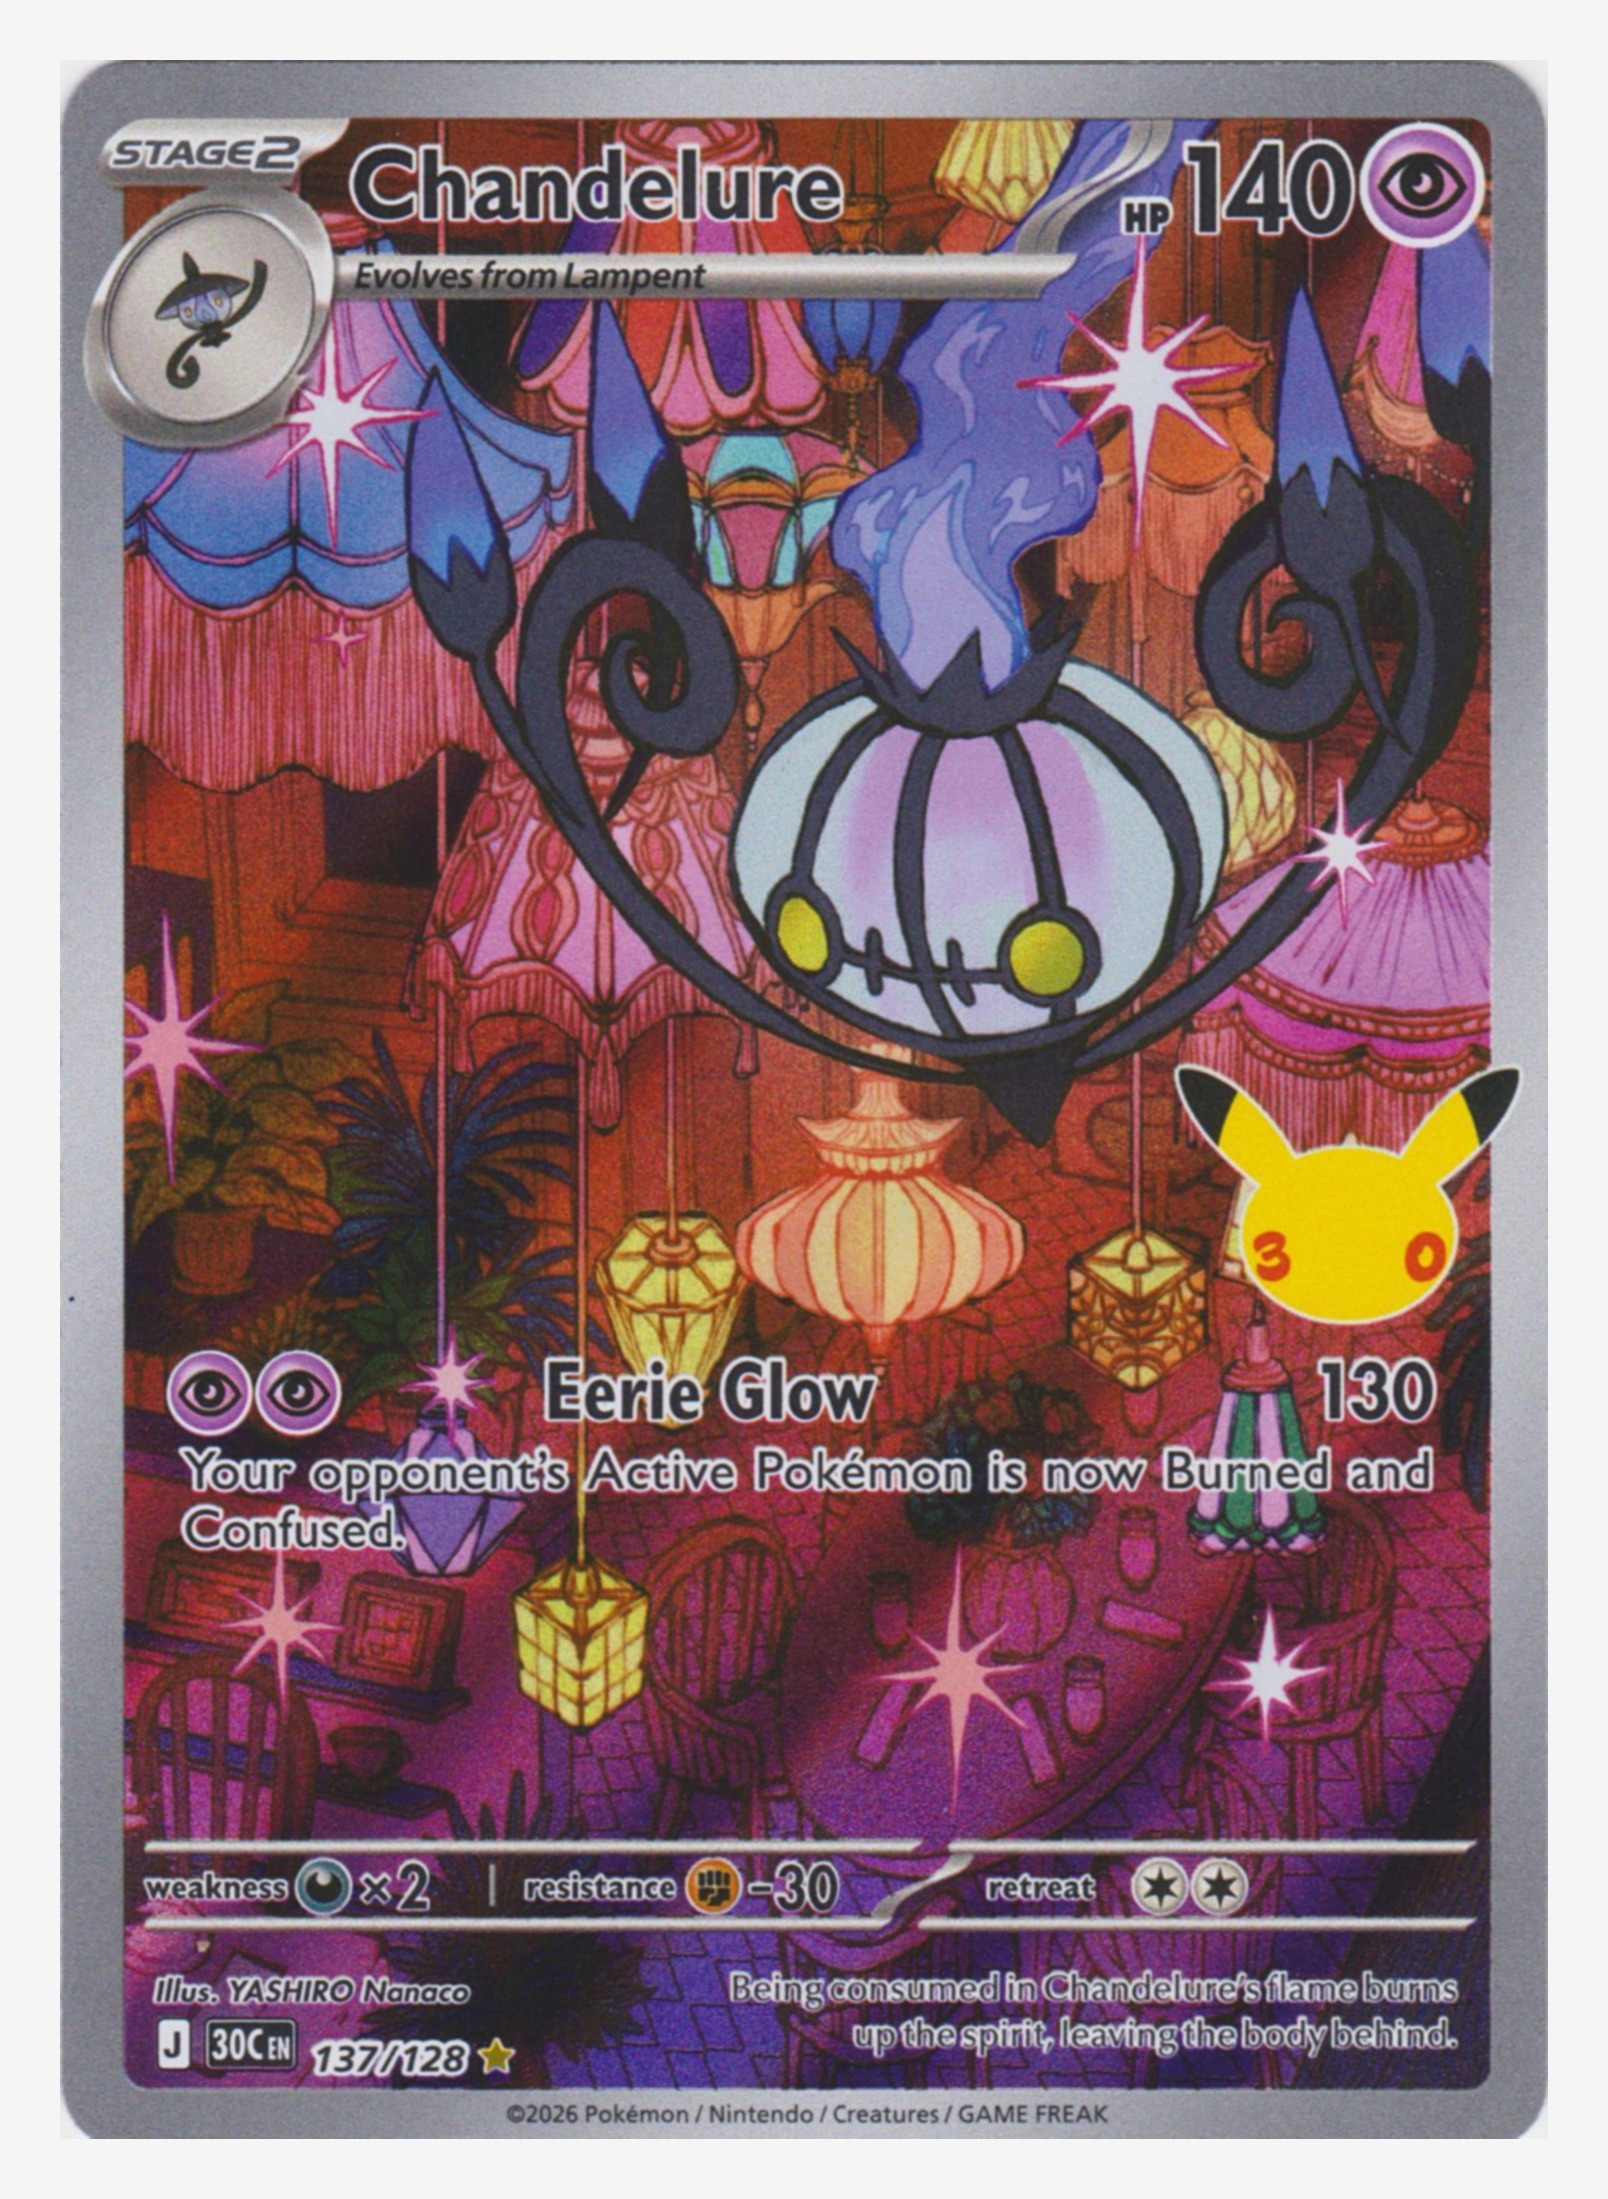 STAGE2
Chandelure
HP 140
Evolves from Lampent
30
Eerie Glow 130
Your opponent's Active Pokémon is now Burned and
Confused.
weakness ×2 resistance -30 retreat
Illus. YASHIRO Nanaco
Being consumed in Chandelure's flame burns
up the spirit, leaving the body behind.
J 30C EN 137/128
©2026 Pokémon / Nintendo / Creatures / GAME FREAK